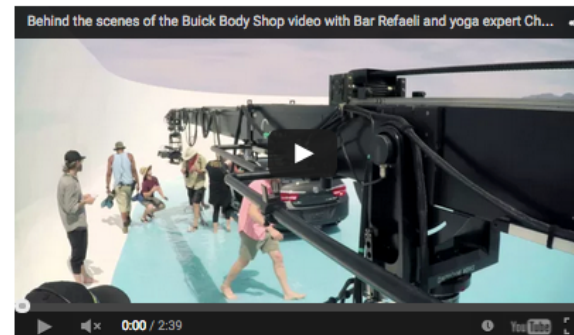 Behind the scenes of the Buick Body Shop video with Bar Refaeli and yoga expert Ch...
0:00 / 2:39
YouTube